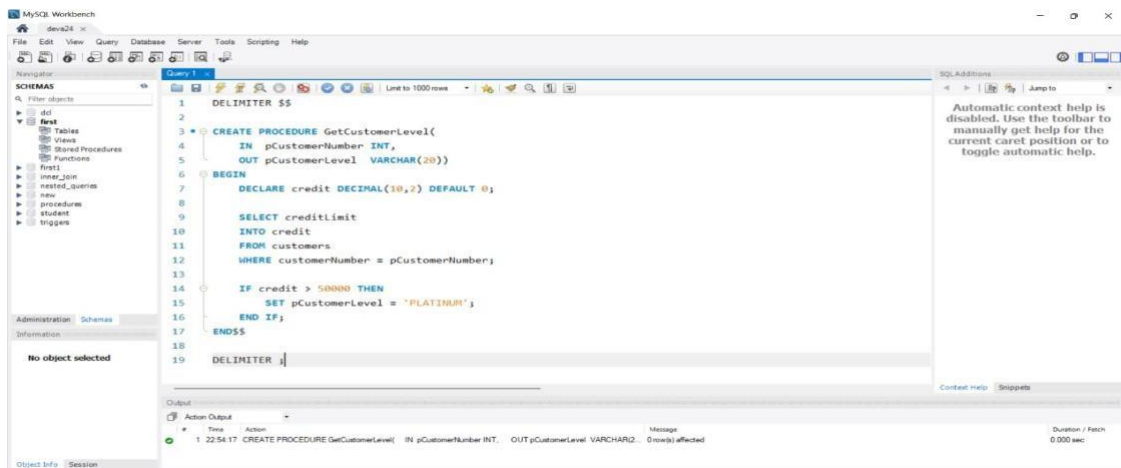 MySQL Workbench
deva24 ×
File Edit View Query Database Server Tools Scripting Help
Navigator
SCHEMAS
Filter objects
dcl
first
Tables
Views
Stored Procedures
Functions
first1
inner_join
nested_queries
new
procedures
student
triggers
Administration Schemas
Information
No object selected
Object Info Session
Query 1 ×
Limit to 1000 rows
1 DELIMITER $$
2
3 CREATE PROCEDURE GetCustomerLevel(
4 IN pCustomerNumber INT,
5 OUT pCustomerLevel VARCHAR(20))
6 BEGIN
7 DECLARE credit DECIMAL(10,2) DEFAULT 0;
8
9 SELECT creditLimit
10 INTO credit
11 FROM customers
12 WHERE customerNumber = pCustomerNumber;
13
14 IF credit > 50000 THEN
15 SET pCustomerLevel = 'PLATINUM';
16 END IF;
17 END$$
18
19 DELIMITER ;
SQLAdditions
Jump to
Automatic context help is
disabled. Use the toolbar to
manually get help for the
current caret position or to
toggle automatic help.
Context Help Snippets
Output
Action Output
# Time Action Message Duration / Fetch
1 22:54:17 CREATE PROCEDURE GetCustomerLevel( IN pCustomerNumber INT, OUT pCustomerLevel VARCHAR(2... 0 row(s) affected 0.000 sec